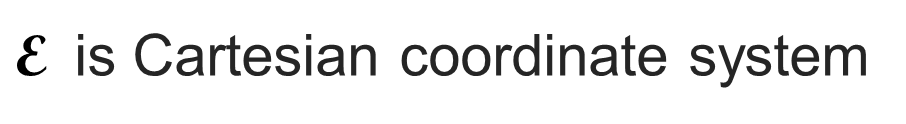 ℰ is Cartesian coordinate system